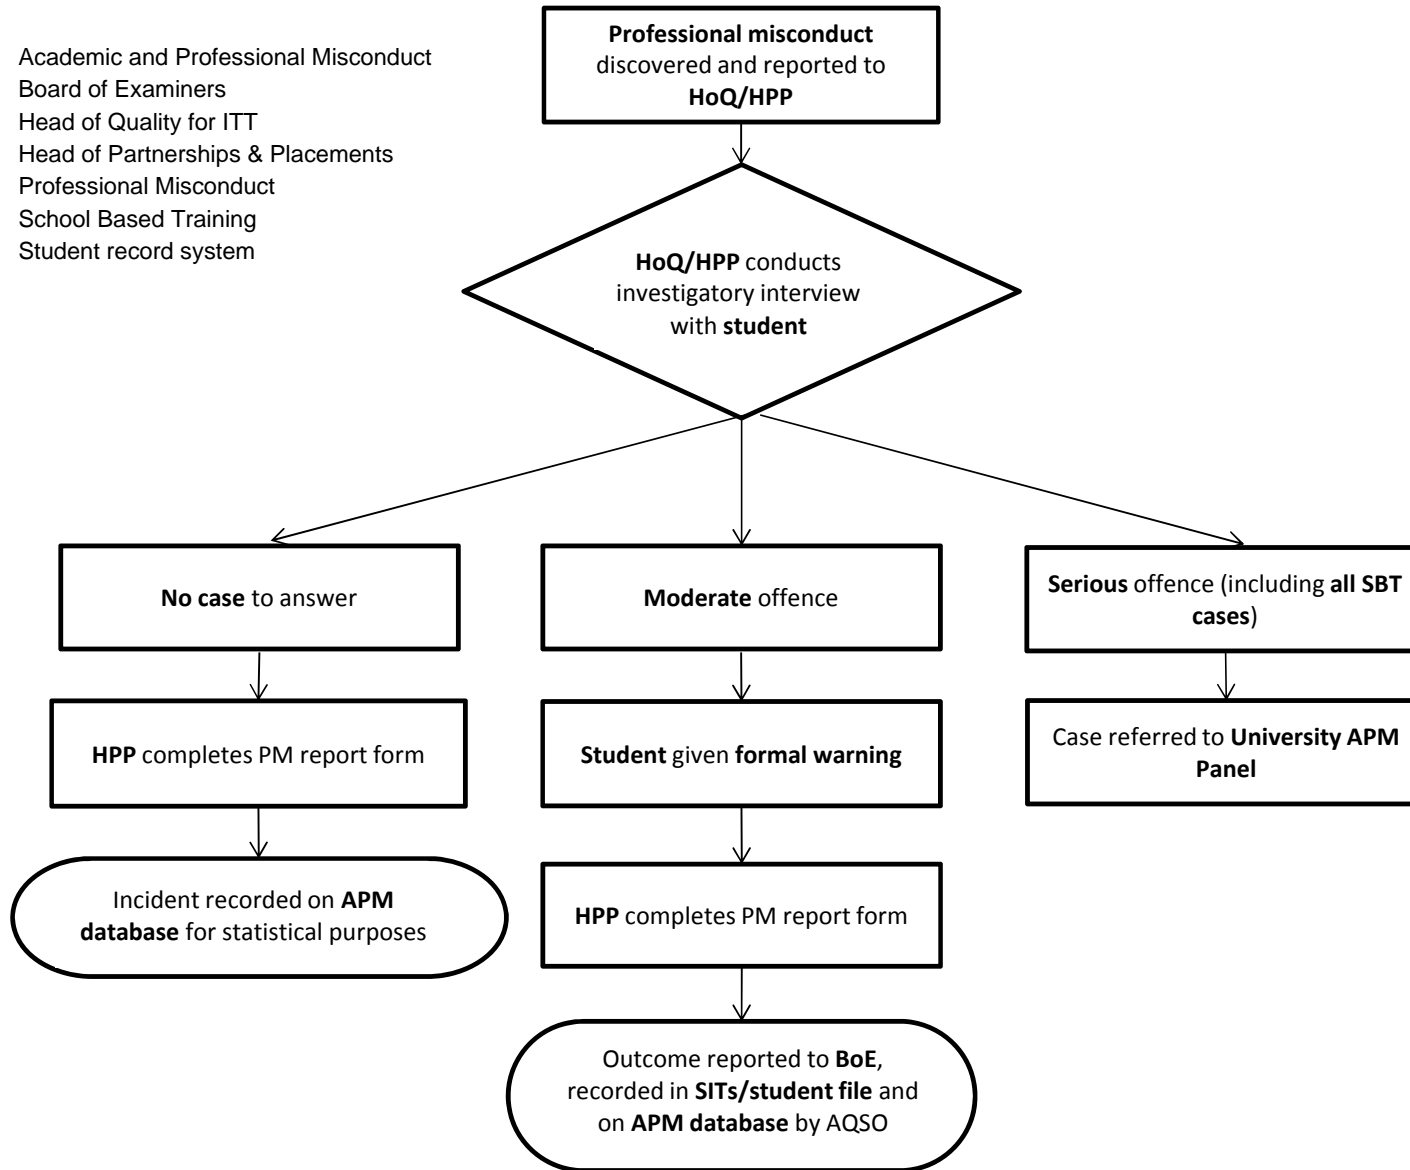 Academic and Professional Misconduct
Board of Examiners
Head of Quality for ITT
Head of Partnerships & Placements
Professional Misconduct
School Based Training
Student record system
Professional misconduct
discovered and reported to
HoQ/HPP
HoQ/HPP conducts
investigatory interview
with student
No case to answer
Moderate offence
Serious offence (including all SBT
cases)
HPP completes PM report form
Student given formal warning
Case referred to University APM
Panel
Incident recorded on APM
database for statistical purposes
HPP completes PM report form
Outcome reported to BoE,
recorded in SITs/student file and
on APM database by AQSO